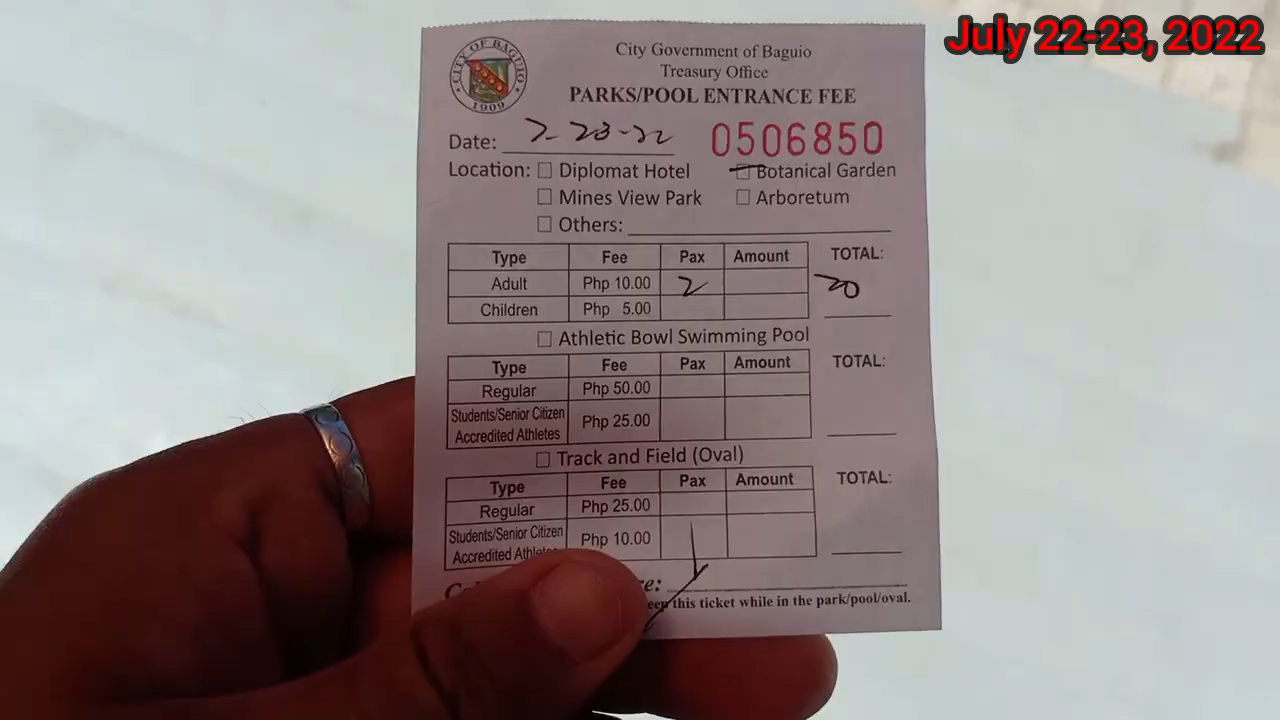 July 22-23, 2022
CITY OF BAGUIO
1909
City Government of Baguio
Treasury Office
PARKS/POOL ENTRANCE FEE
Date: 7-23-22 0506850
Location: Diplomat Hotel Botanical Garden
Mines View Park Arboretum
Others:
Type Fee Pax Amount TOTAL:
Adult Php 10.00 2 20
Children Php 5.00
Athletic Bowl Swimming Pool
Type Fee Pax Amount TOTAL:
Regular Php 50.00
Students/Senior Citizen
Accredited Athletes Php 25.00
Track and Field (Oval)
Type Fee Pax Amount TOTAL:
Regular Php 25.00
Students/Senior Citizen
Accredited Php 10.00
this ticket while in the park/pool/oval.